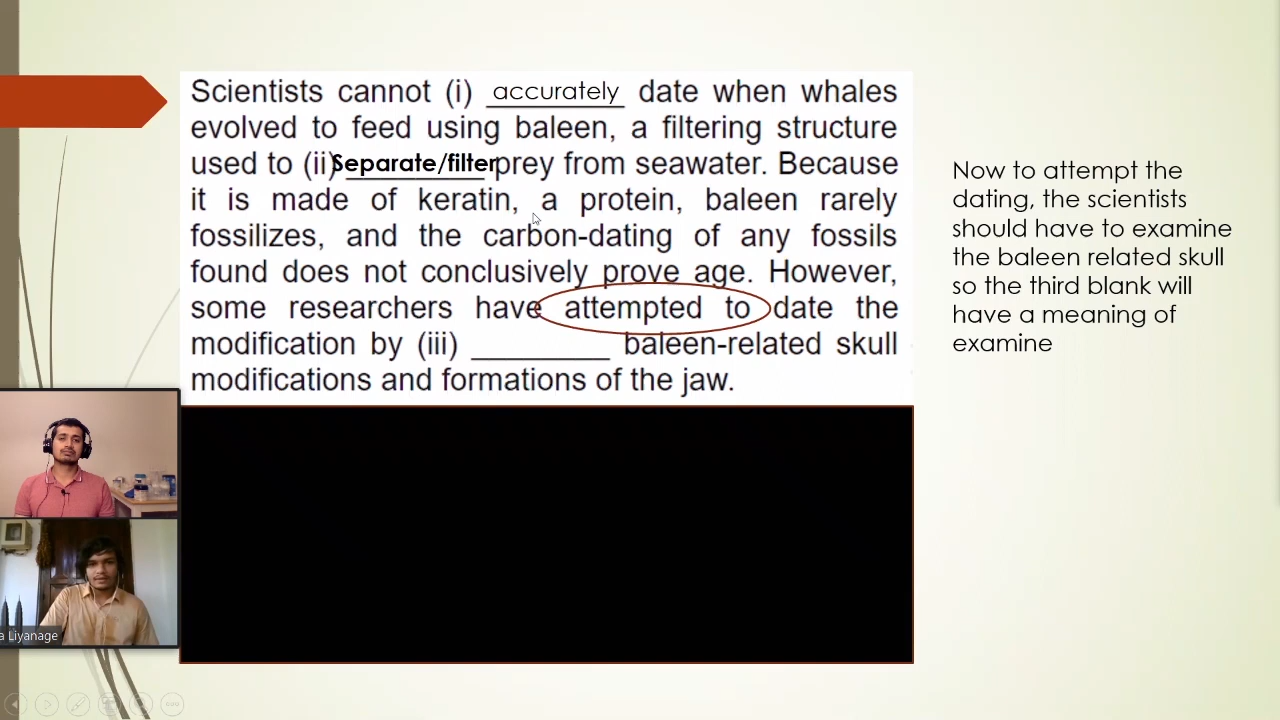 Scientists cannot (i) accurately date when whales
evolved to feed using baleen, a filtering structure
used to (ii) Separate/filter prey from seawater. Because
it is made of keratin, a protein, baleen rarely
fossilizes, and the carbon-dating of any fossils
found does not conclusively prove age. However,
some researchers have attempted to date the
modification by (iii) _________ baleen-related skull
modifications and formations of the jaw.
Now to attempt the
dating, the scientists
should have to examine
the baleen related skull
so the third blank will
have a meaning of
examine
a Liyanage